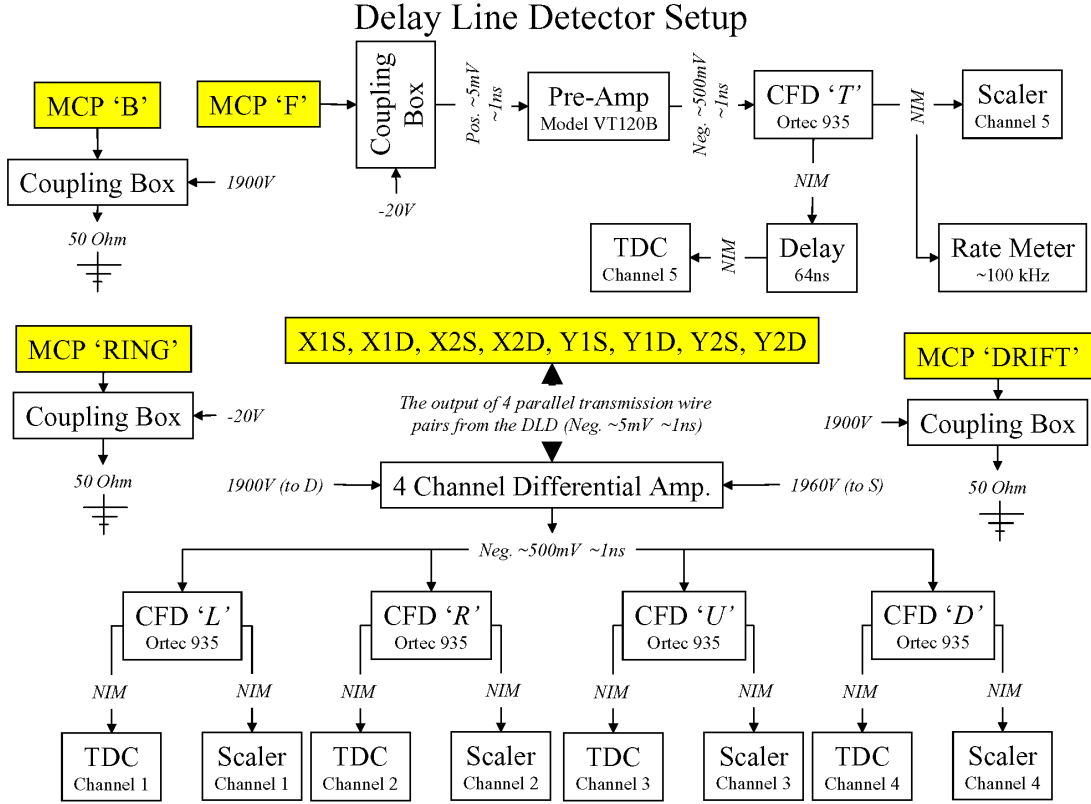 Delay Line Detector Setup
MCP ‘B’
MCP ‘F’
Coupling
Box
Pos. ~5mV
~1ns
Pre-Amp
Model VT120B
Neg. ~500mV
~1ns
CFD ‘T’
Ortec 935
NIM
Scaler
Channel 5
Coupling Box
1900V
-20V
NIM
50 Ohm
TDC
Channel 5
NIM
Delay
64ns
Rate Meter
~100 kHz
MCP ‘RING’
X1S, X1D, X2S, X2D, Y1S, Y1D, Y2S, Y2D
MCP ‘DRIFT’
Coupling Box
-20V
The output of 4 parallel transmission wire
pairs from the DLD (Neg. ~5mV ~1ns)
1900V
Coupling Box
50 Ohm
1900V (to D)
4 Channel Differential Amp.
1960V (to S)
50 Ohm
Neg. ~500mV ~1ns
CFD ‘L’
Ortec 935
CFD ‘R’
Ortec 935
CFD ‘U’
Ortec 935
CFD ‘D’
Ortec 935
NIM
NIM
NIM
NIM
NIM
NIM
NIM
NIM
TDC
Channel 1
Scaler
Channel 1
TDC
Channel 2
Scaler
Channel 2
TDC
Channel 3
Scaler
Channel 3
TDC
Channel 4
Scaler
Channel 4